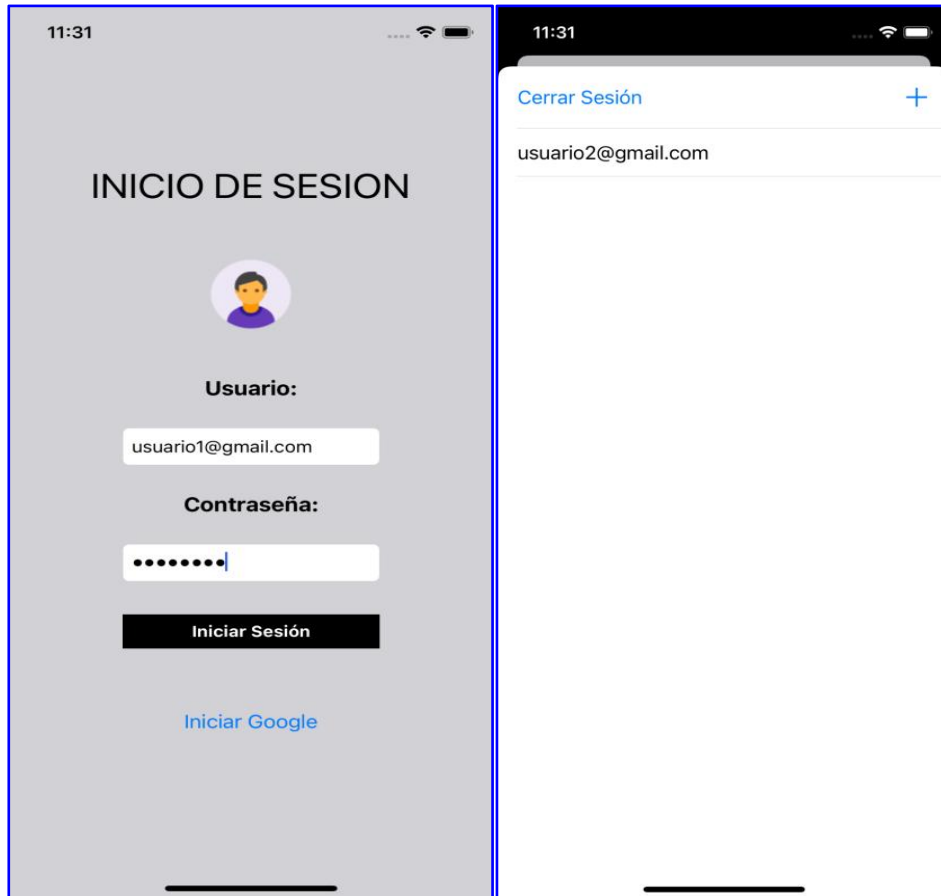 11:31
INICIO DE SESION
Usuario:
usuario1@gmail.com
Contraseña:
••••••••
Iniciar Sesión
Iniciar Google
11:31
Cerrar Sesión +
usuario2@gmail.com